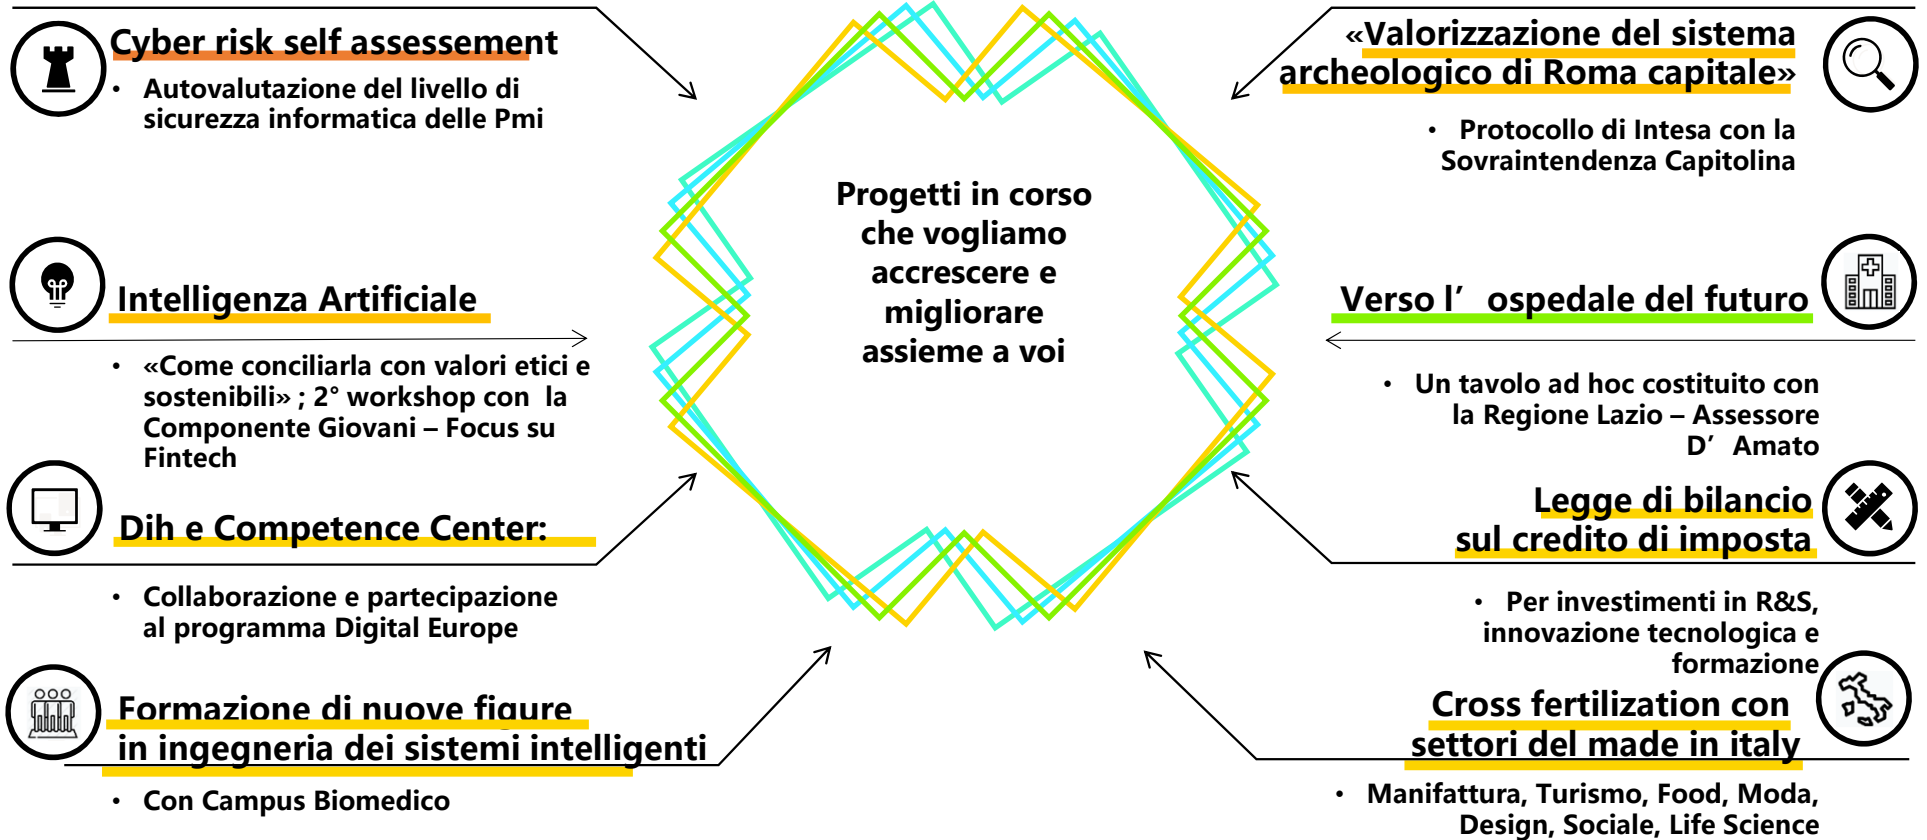 Cyber risk self assessement
• Autovalutazione del livello di
sicurezza informatica delle Pmi
Intelligenza Artificiale
• «Come conciliarla con valori etici e
sostenibili» ; 2° workshop con la
Componente Giovani – Focus su
Fintech
Dih e Competence Center:
• Collaborazione e partecipazione
al programma Digital Europe
Formazione di nuove figure
in ingegneria dei sistemi intelligenti
• Con Campus Biomedico
Progetti in corso
che vogliamo
accrescere e
migliorare
assieme a voi
«Valorizzazione del sistema
archeologico di Roma capitale»
• Protocollo di Intesa con la
Sovraintendenza Capitolina
Verso l’ ospedale del futuro
• Un tavolo ad hoc costituito con
la Regione Lazio – Assessore
D’ Amato
Legge di bilancio
sul credito di imposta
• Per investimenti in R&S,
innovazione tecnologica e
formazione
Cross fertilization con
settori del made in italy
• Manifattura, Turismo, Food, Moda,
Design, Sociale, Life Science